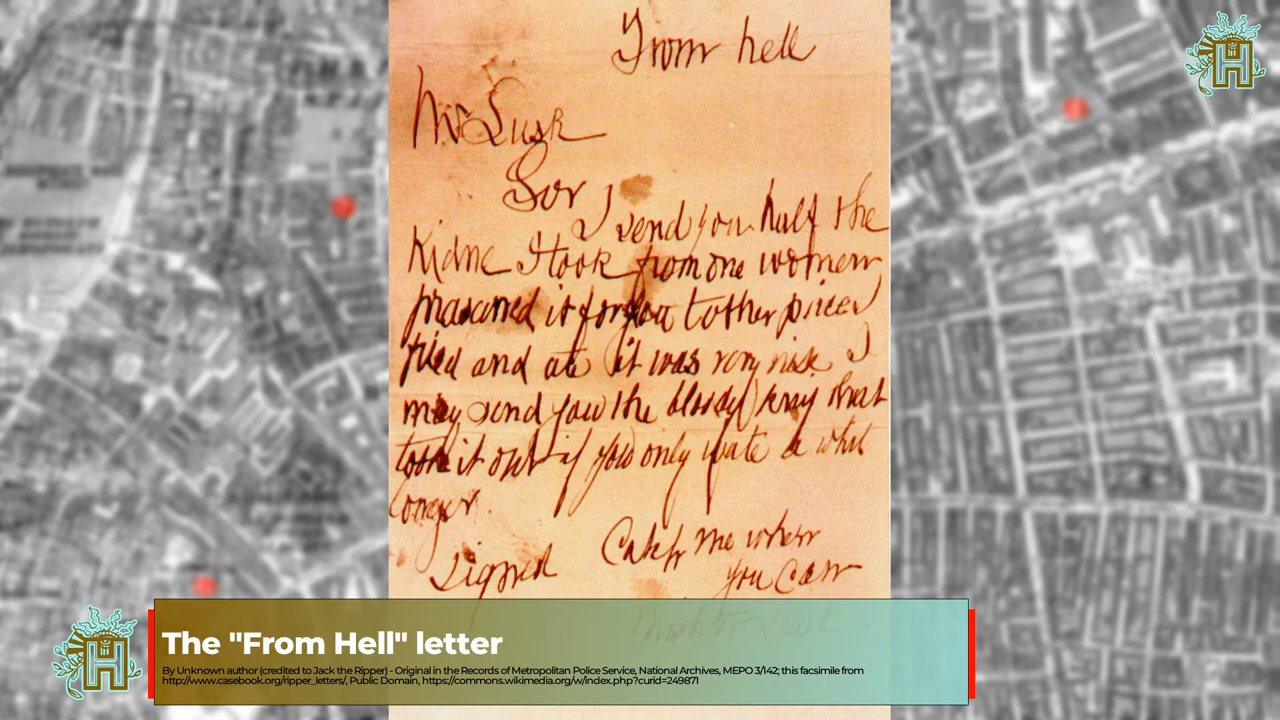 From hell
Mr Lusk
Sor
I send you half the
Kidne I took from one women
prasarved it for you tother piece I
fried and ate it was very nise I
may send you the bloody knif that
took it out if you only wate a whil
longer.
Signed
Catch me when
you Can
Mishter Lusk
The "From Hell" letter
By Unknown author (credited to Jack the Ripper) - Original in the Records of Metropolitan Police Service, National Archives, MEPO 3/142; this facsimile from
http://www.casebook.org/ripper_letters/, Public Domain, https://commons.wikimedia.org/w/index.php?curid=249871
H
H